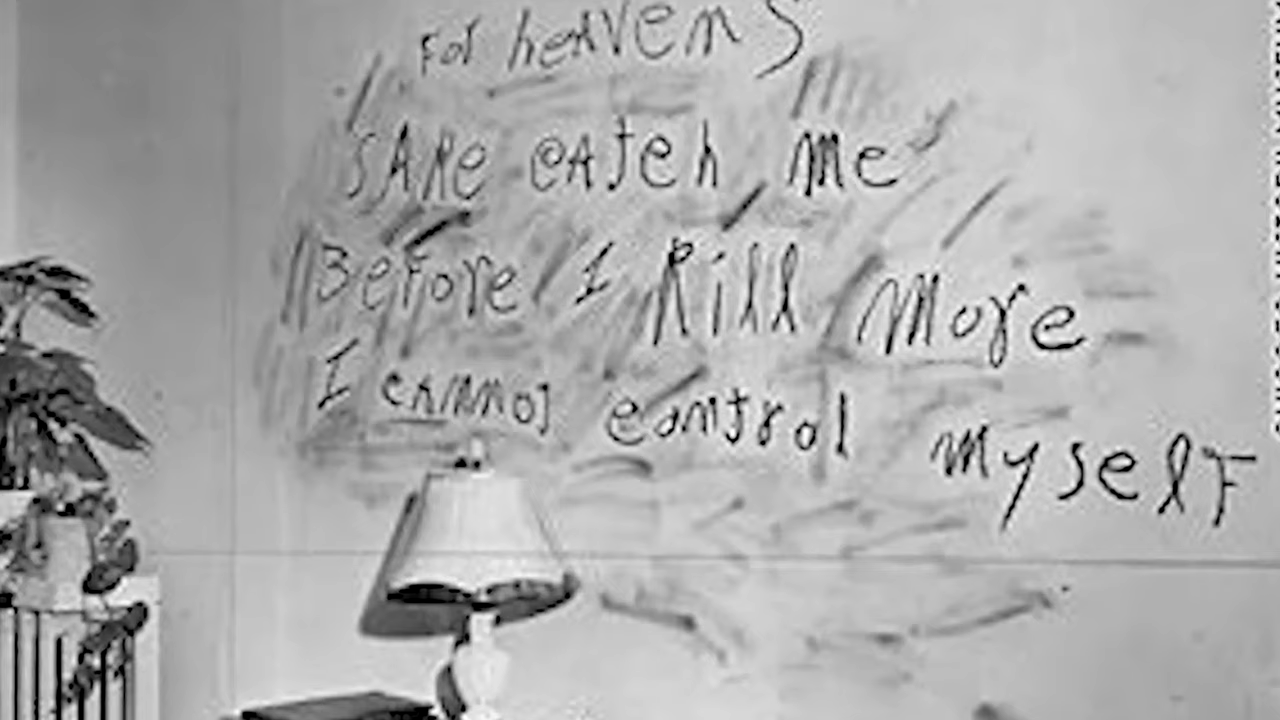 For heAvens
SAKe cAtch Me
BeFore I Kill More
I cannot control MyselF